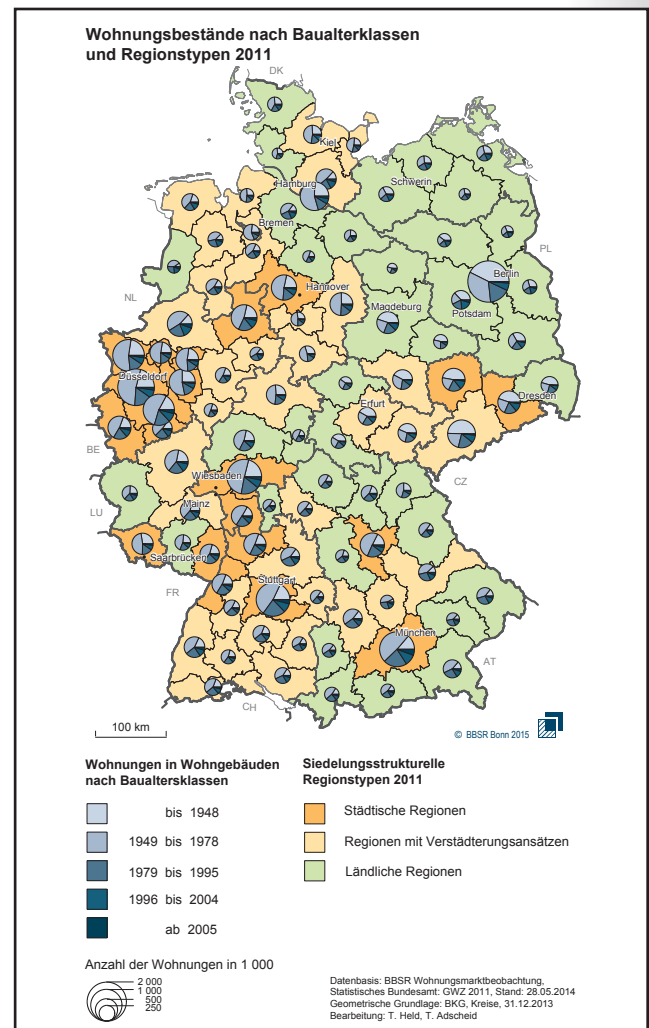 Wohnungsbestände nach Baualterklassen
und Regionstypen 2011
DK
Kiel
Hamburg
Schwerin
Bremen
PL
Berlin
NL
Hannover
Magdeburg
Potsdam
Düsseldorf
Erfurt
Dresden
BE
CZ
Wiesbaden
LU
Mainz
Saarbrücken
FR
Stuttgart
München
AT
CH
100 km
© BBSR Bonn 2015
Wohnungen in Wohngebäuden
nach Baualtersklassen
bis 1948
1949 bis 1978
1979 bis 1995
1996 bis 2004
ab 2005
Siedelungsstrukturelle
Regionstypen 2011
Städtische Regionen
Regionen mit Verstädterungsansätzen
Ländliche Regionen
Anzahl der Wohnungen in 1 000
2 000
1 000
500
250
Datenbasis: BBSR Wohnungsmarktbeobachtung,
Statistisches Bundesamt: GWZ 2011, Stand: 28.05.2014
Geometrische Grundlage: BKG, Kreise, 31.12.2013
Bearbeitung: T. Held, T. Adscheid